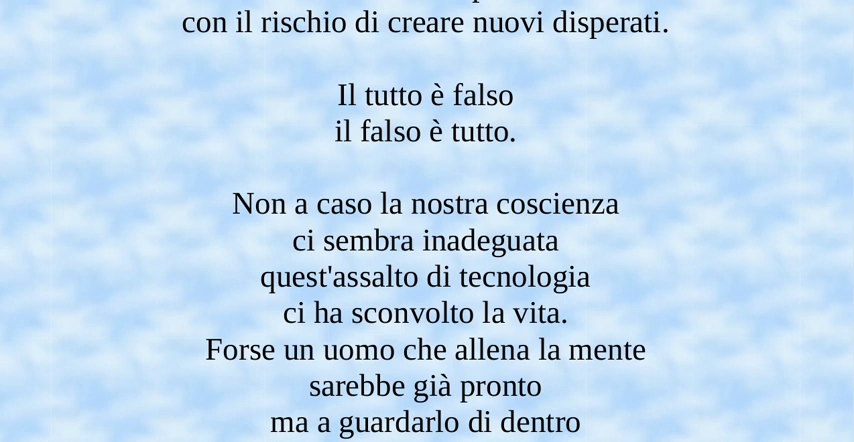 con il rischio di creare nuovi disperati.
Il tutto è falso
il falso è tutto.
Non a caso la nostra coscienza
ci sembra inadeguata
quest'assalto di tecnologia
ci ha sconvolto la vita.
Forse un uomo che allena la mente
sarebbe già pronto
ma a guardarlo di dentro